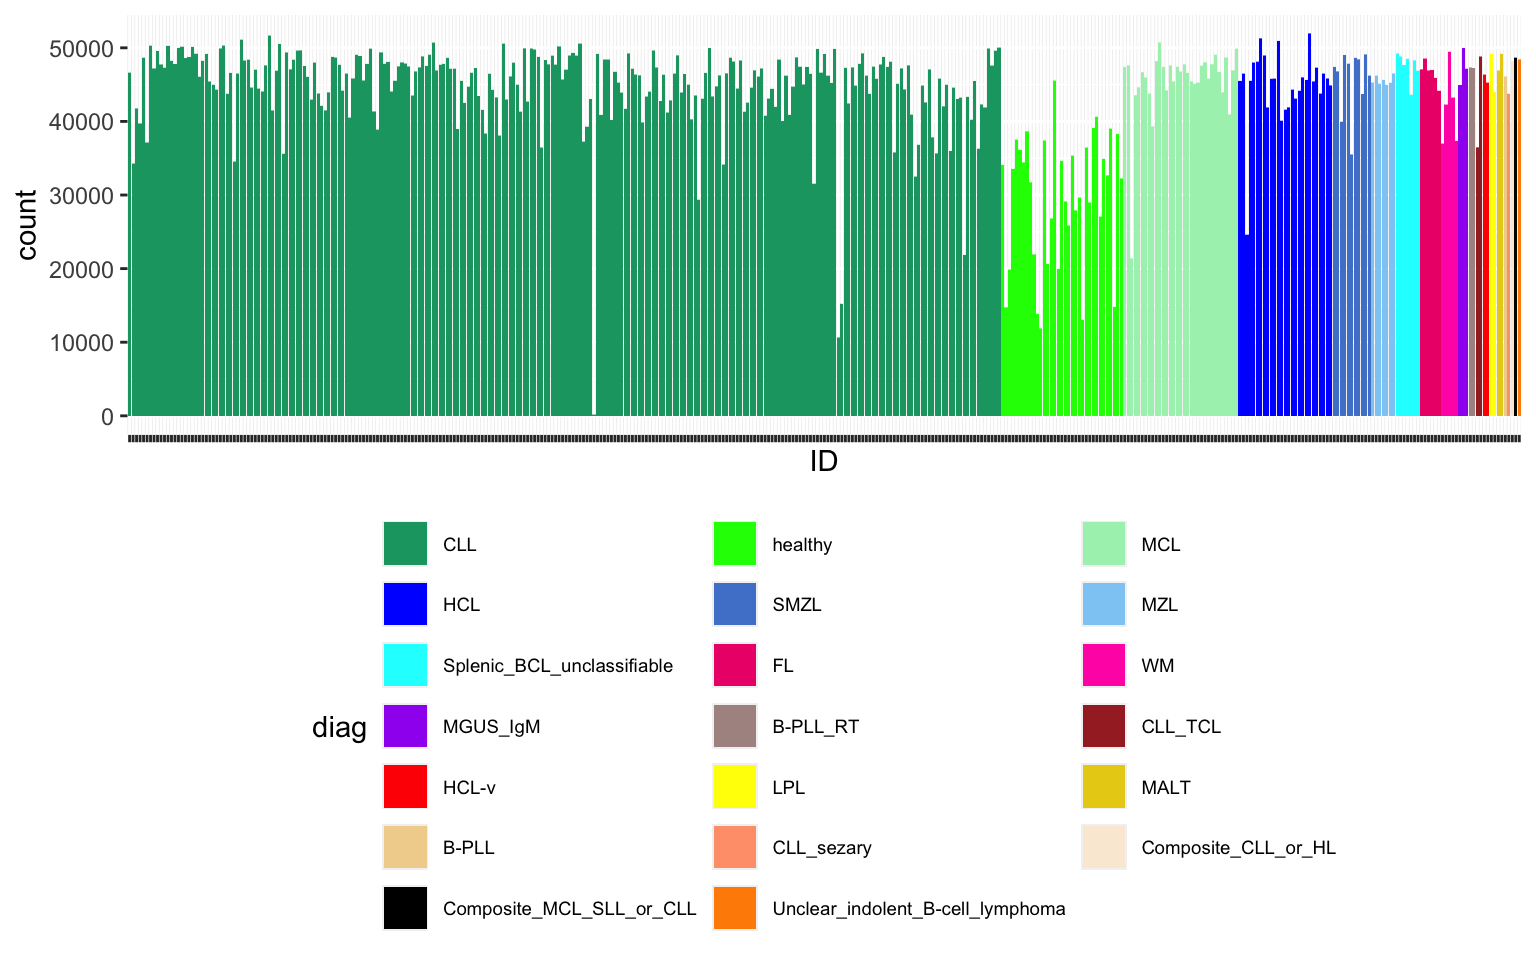 50000
40000
30000
20000
10000
0
count
ID
diag
CLL
healthy
MCL
HCL
SMZL
MZL
Splenic_BCL_unclassifiable
FL
WM
MGUS_IgM
B-PLL_RT
CLL_TCL
HCL-v
LPL
MALT
B-PLL
CLL_sezary
Composite_CLL_or_HL
Composite_MCL_SLL_or_CLL
Unclear_indolent_B-cell_lymphoma